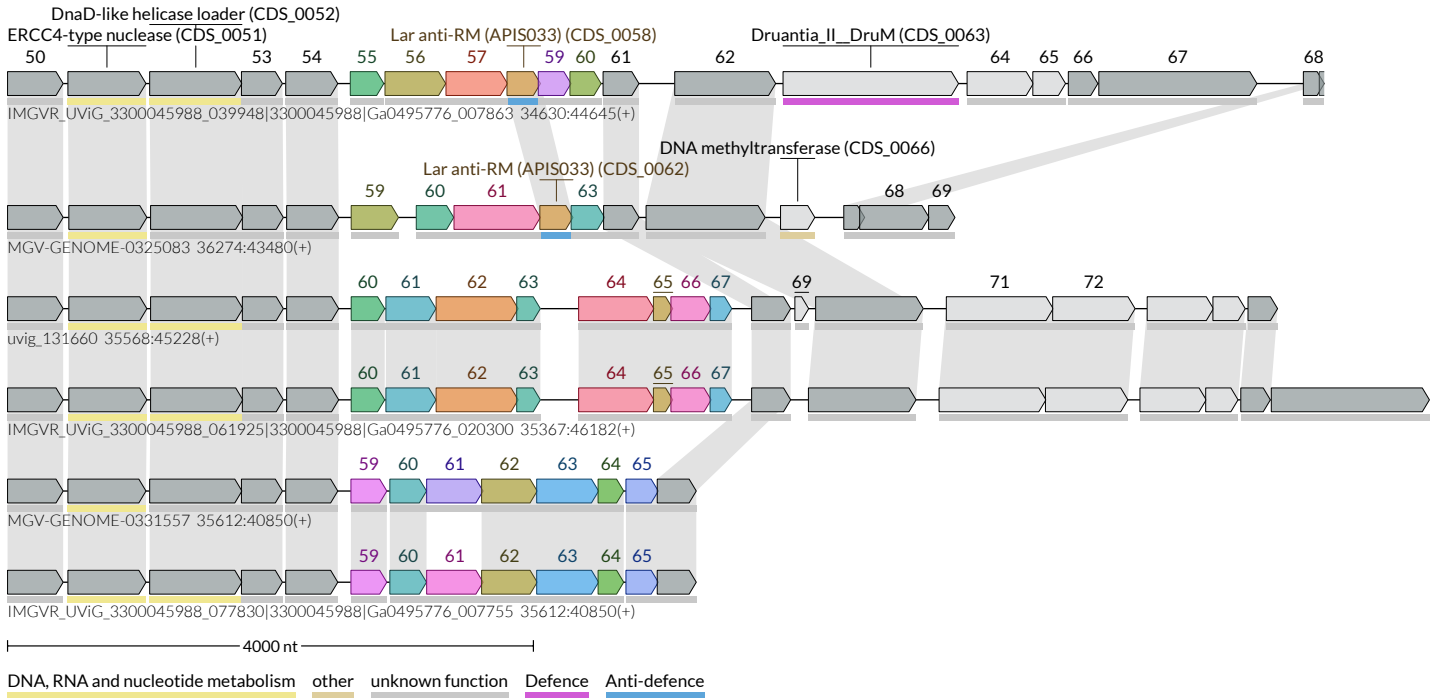 DnaD-like helicase loader (CDS_0052)
ERCC4-type nuclease (CDS_0051) Lar anti-RM (APIS033) (CDS_0058) Druantia_II__DruM (CDS_0063)
50 53 54 55 56 57 59 60 61 62 64 65 66 67 68
IMGVR_UViG_3300045988_039948|3300045988|Ga0495776_007863 34630:44645(+)
DNA methyltransferase (CDS_0066)
Lar anti-RM (APIS033) (CDS_0062)
59 60 61 63 68 69
MGV-GENOME-0325083 36274:43480(+)
60 61 62 63 64 65 66 67 69 71 72
uvig_131660 35568:45228(+)
60 61 62 63 64 65 66 67
IMGVR_UViG_3300045988_061925|3300045988|Ga0495776_020300 35367:46182(+)
59 60 61 62 63 64 65
MGV-GENOME-0331557 35612:40850(+)
59 60 61 62 63 64 65
IMGVR_UViG_3300045988_077830|3300045988|Ga0495776_007755 35612:40850(+)
4000 nt
DNA, RNA and nucleotide metabolism other unknown function Defence Anti-defence